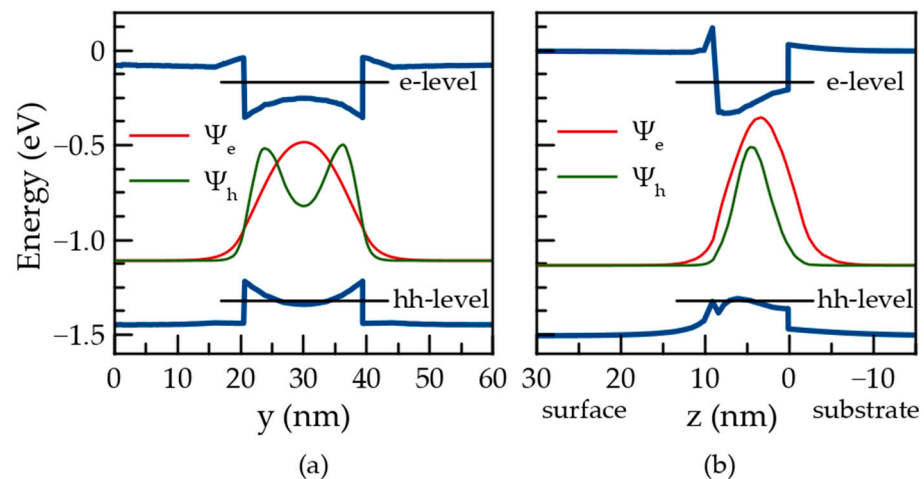 0
−0.5
−1.0
−1.5
Energy (eV)
e-level
Ψe
Ψh
hh-level
0 10 20 30 40 50 60
y (nm)
(a)
e-level
Ψe
Ψh
hh-level
30 20 10 0 −10
surface z (nm) substrate
(b)